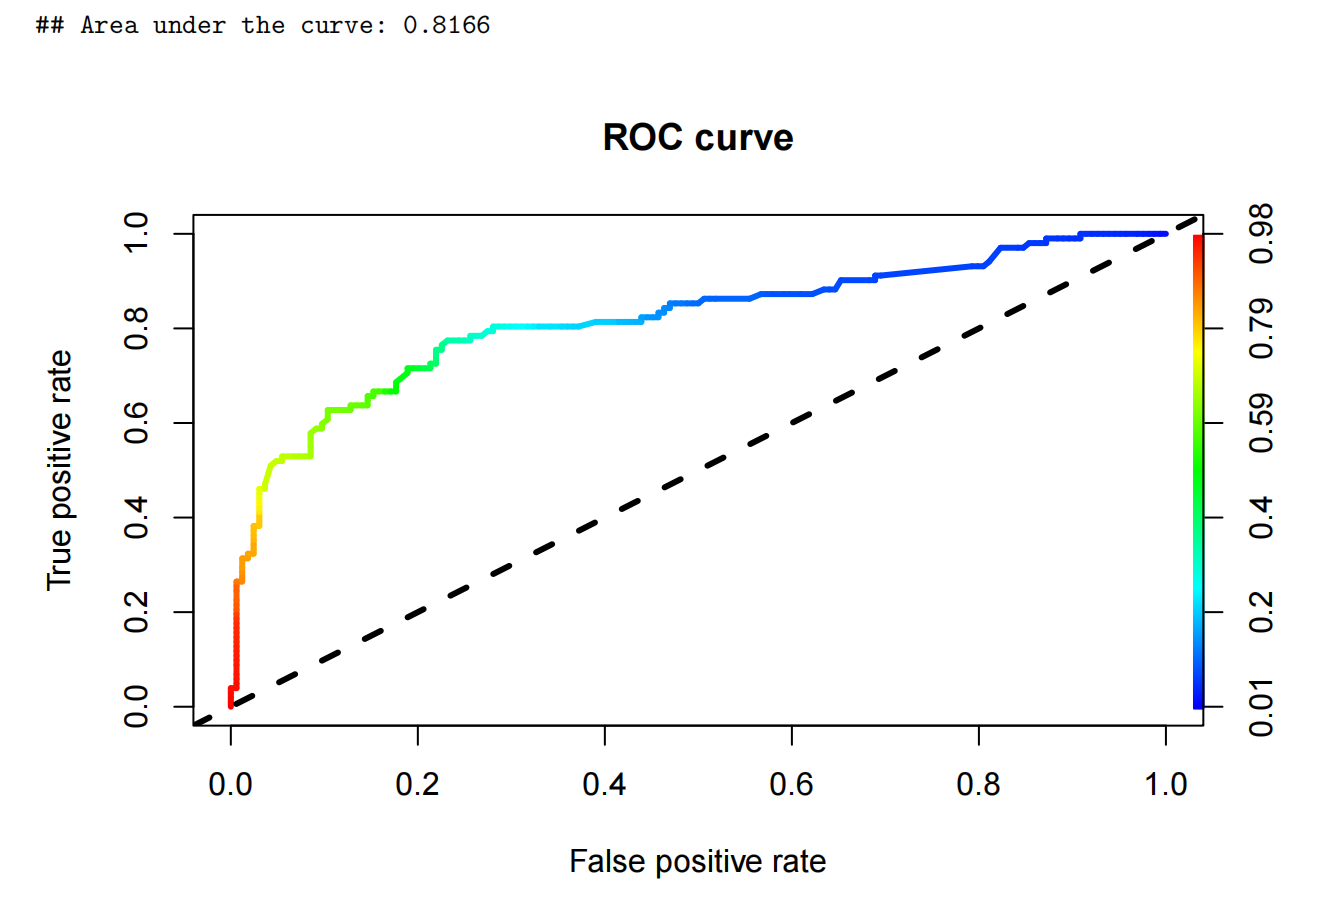 ## Area under the curve: 0.8166
ROC curve
True positive rate
1.0
0.8
0.6
0.4
0.2
0.0
0.98
0.79
0.59
0.4
0.2
0.01
0.0 0.2 0.4 0.6 0.8 1.0
False positive rate